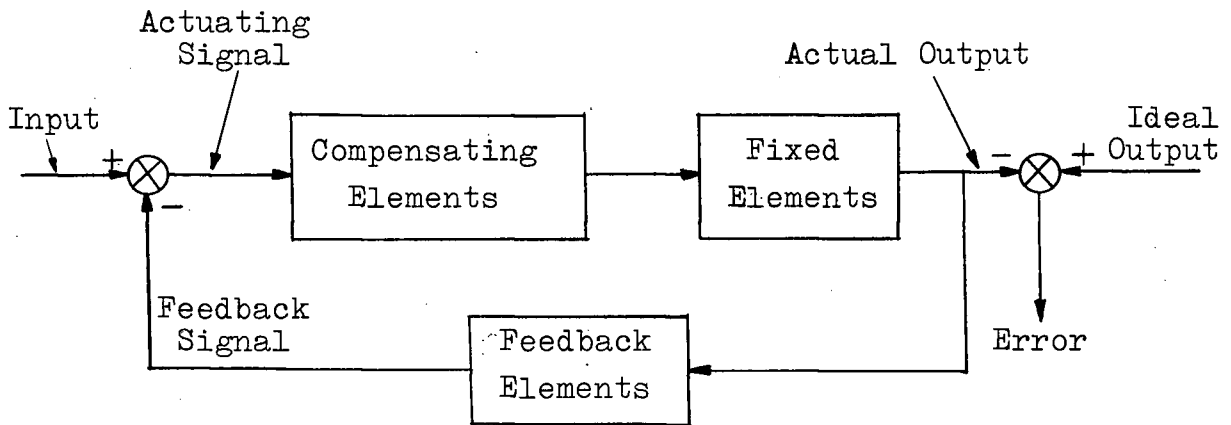 Actuating
Signal
Actual Output
Input
Ideal
Output
+
-
Compensating
Elements
Fixed
Elements
-
+
Feedback
Signal
Feedback
Elements
Error